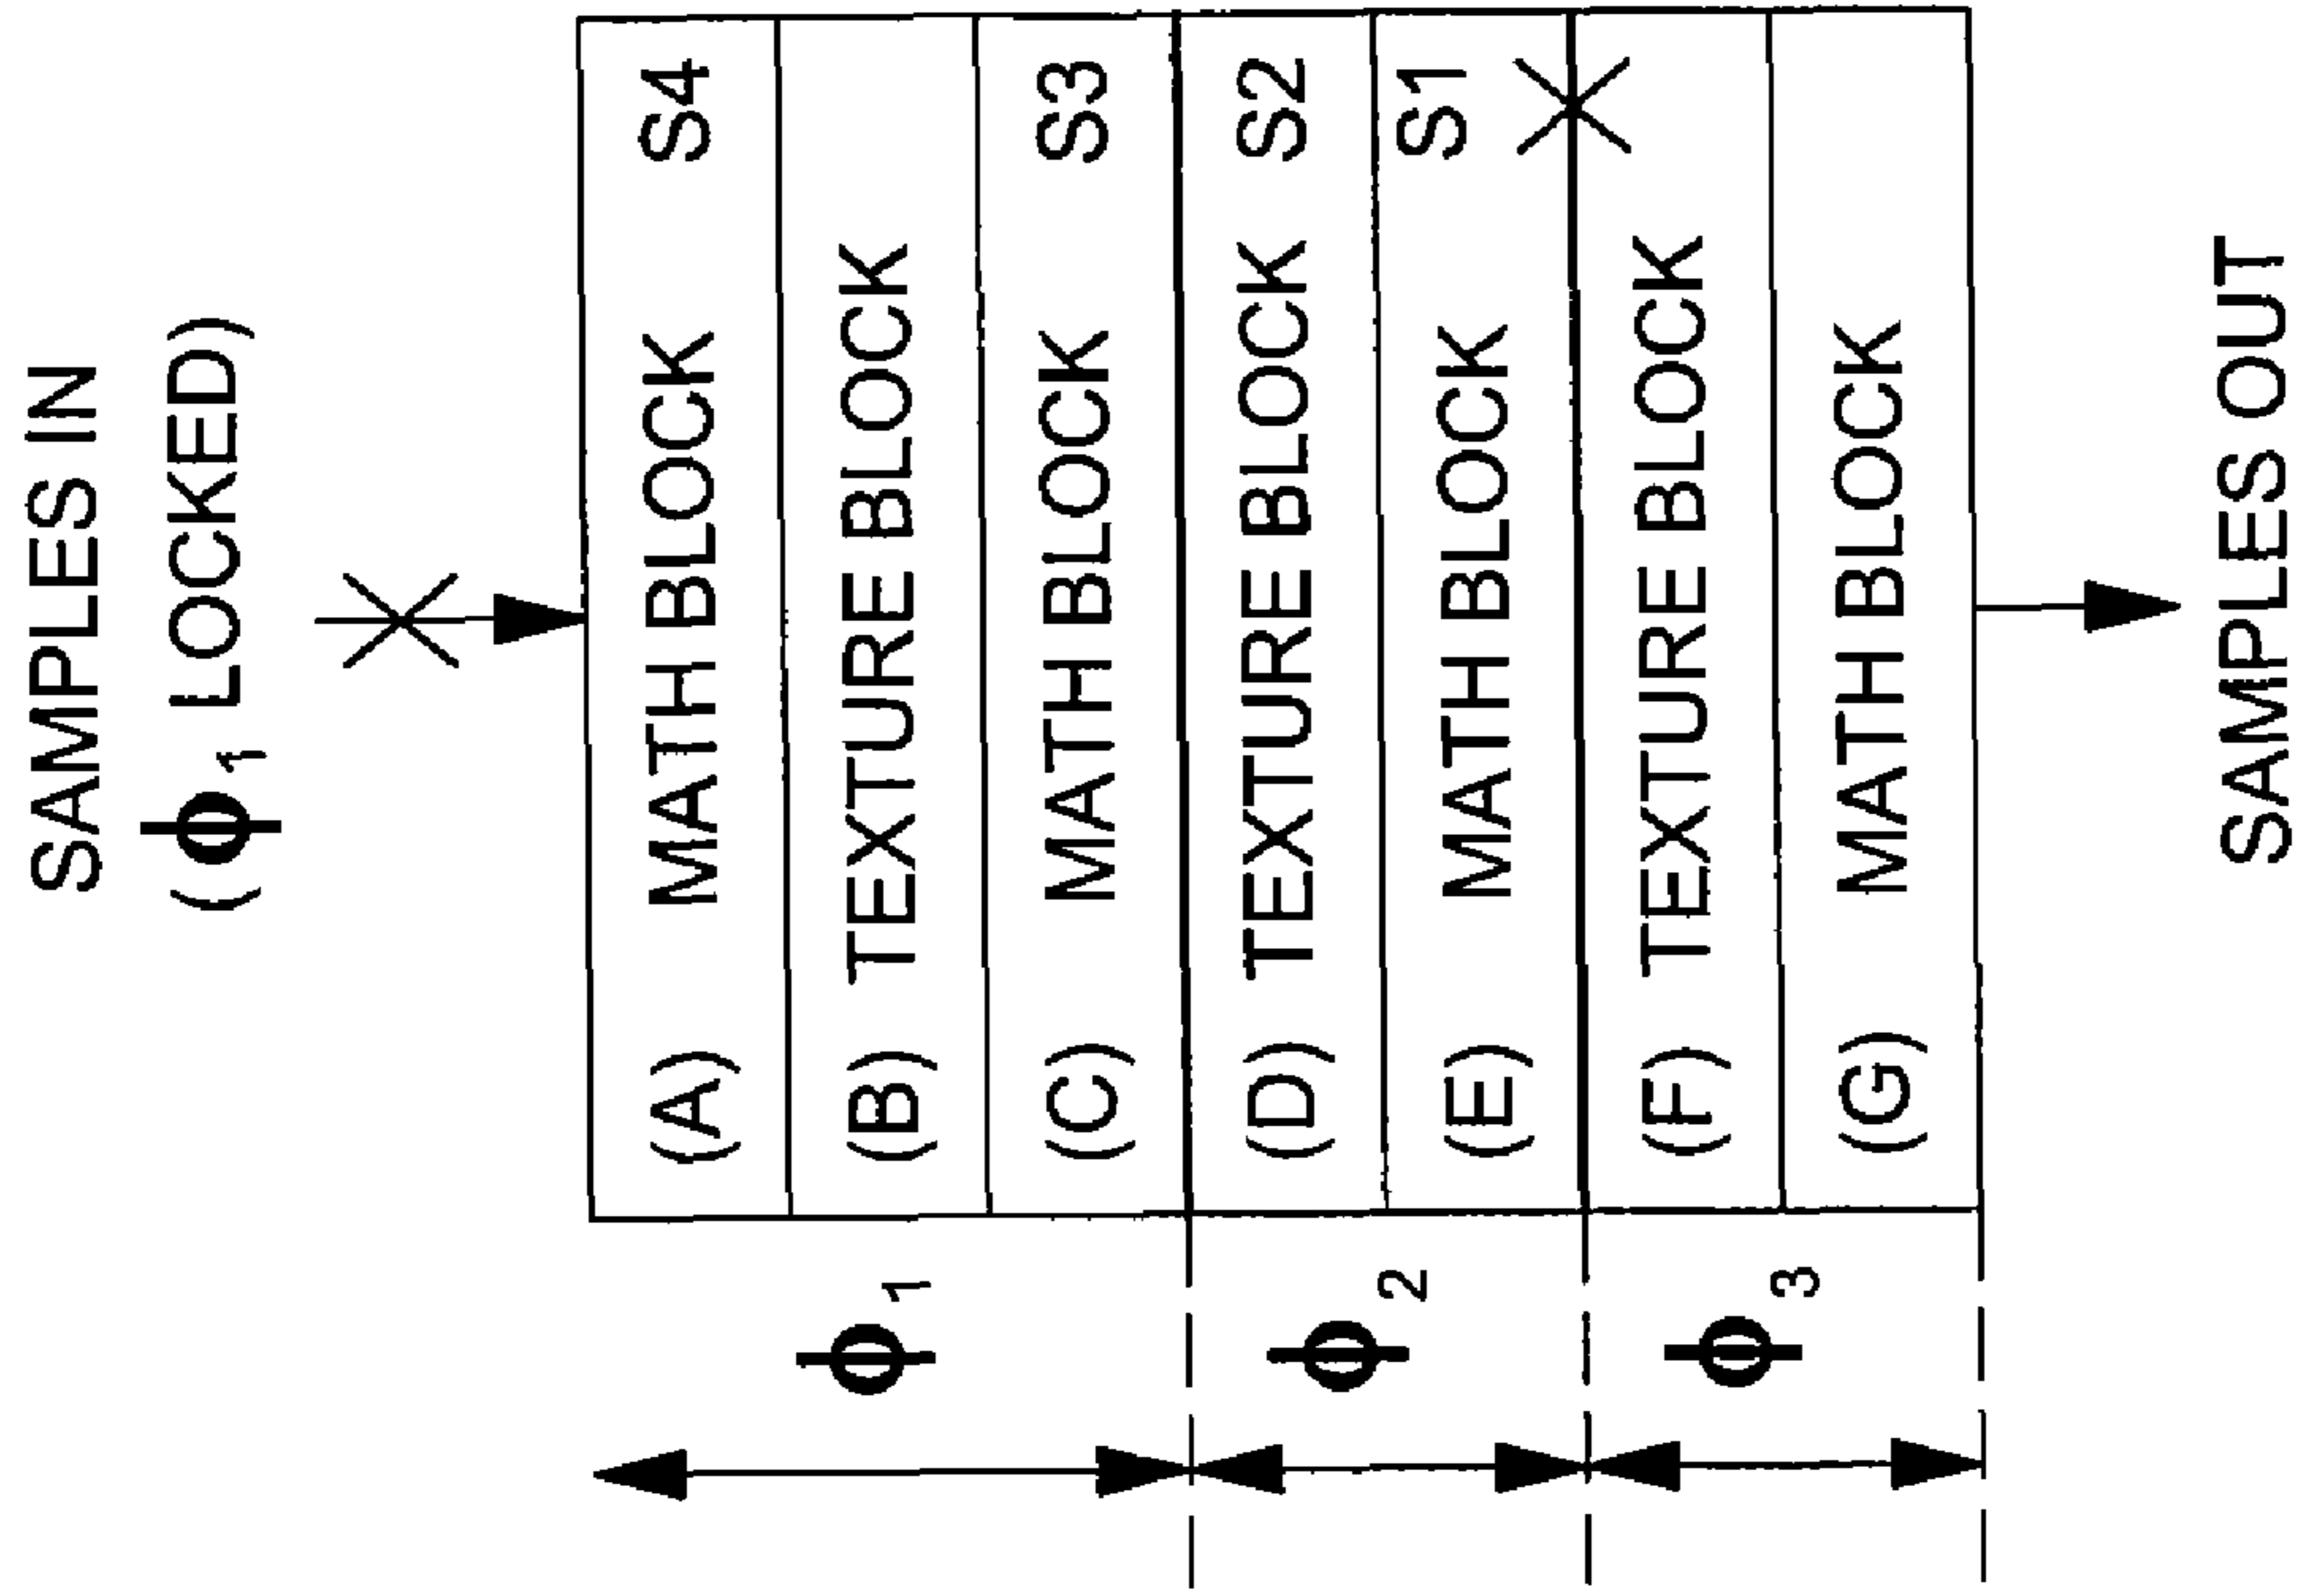 SAMPLES IN
(ϕ1 LOCKED)
ϕ1
(A) MATH BLOCK S4
(B) TEXTURE BLOCK
(C) MATH BLOCK S3
ϕ2
(D) TEXTURE BLOCK S2
(E) MATH BLOCK S1
ϕ3
(F) TEXTURE BLOCK
(G) MATH BLOCK
SAMPLES OUT